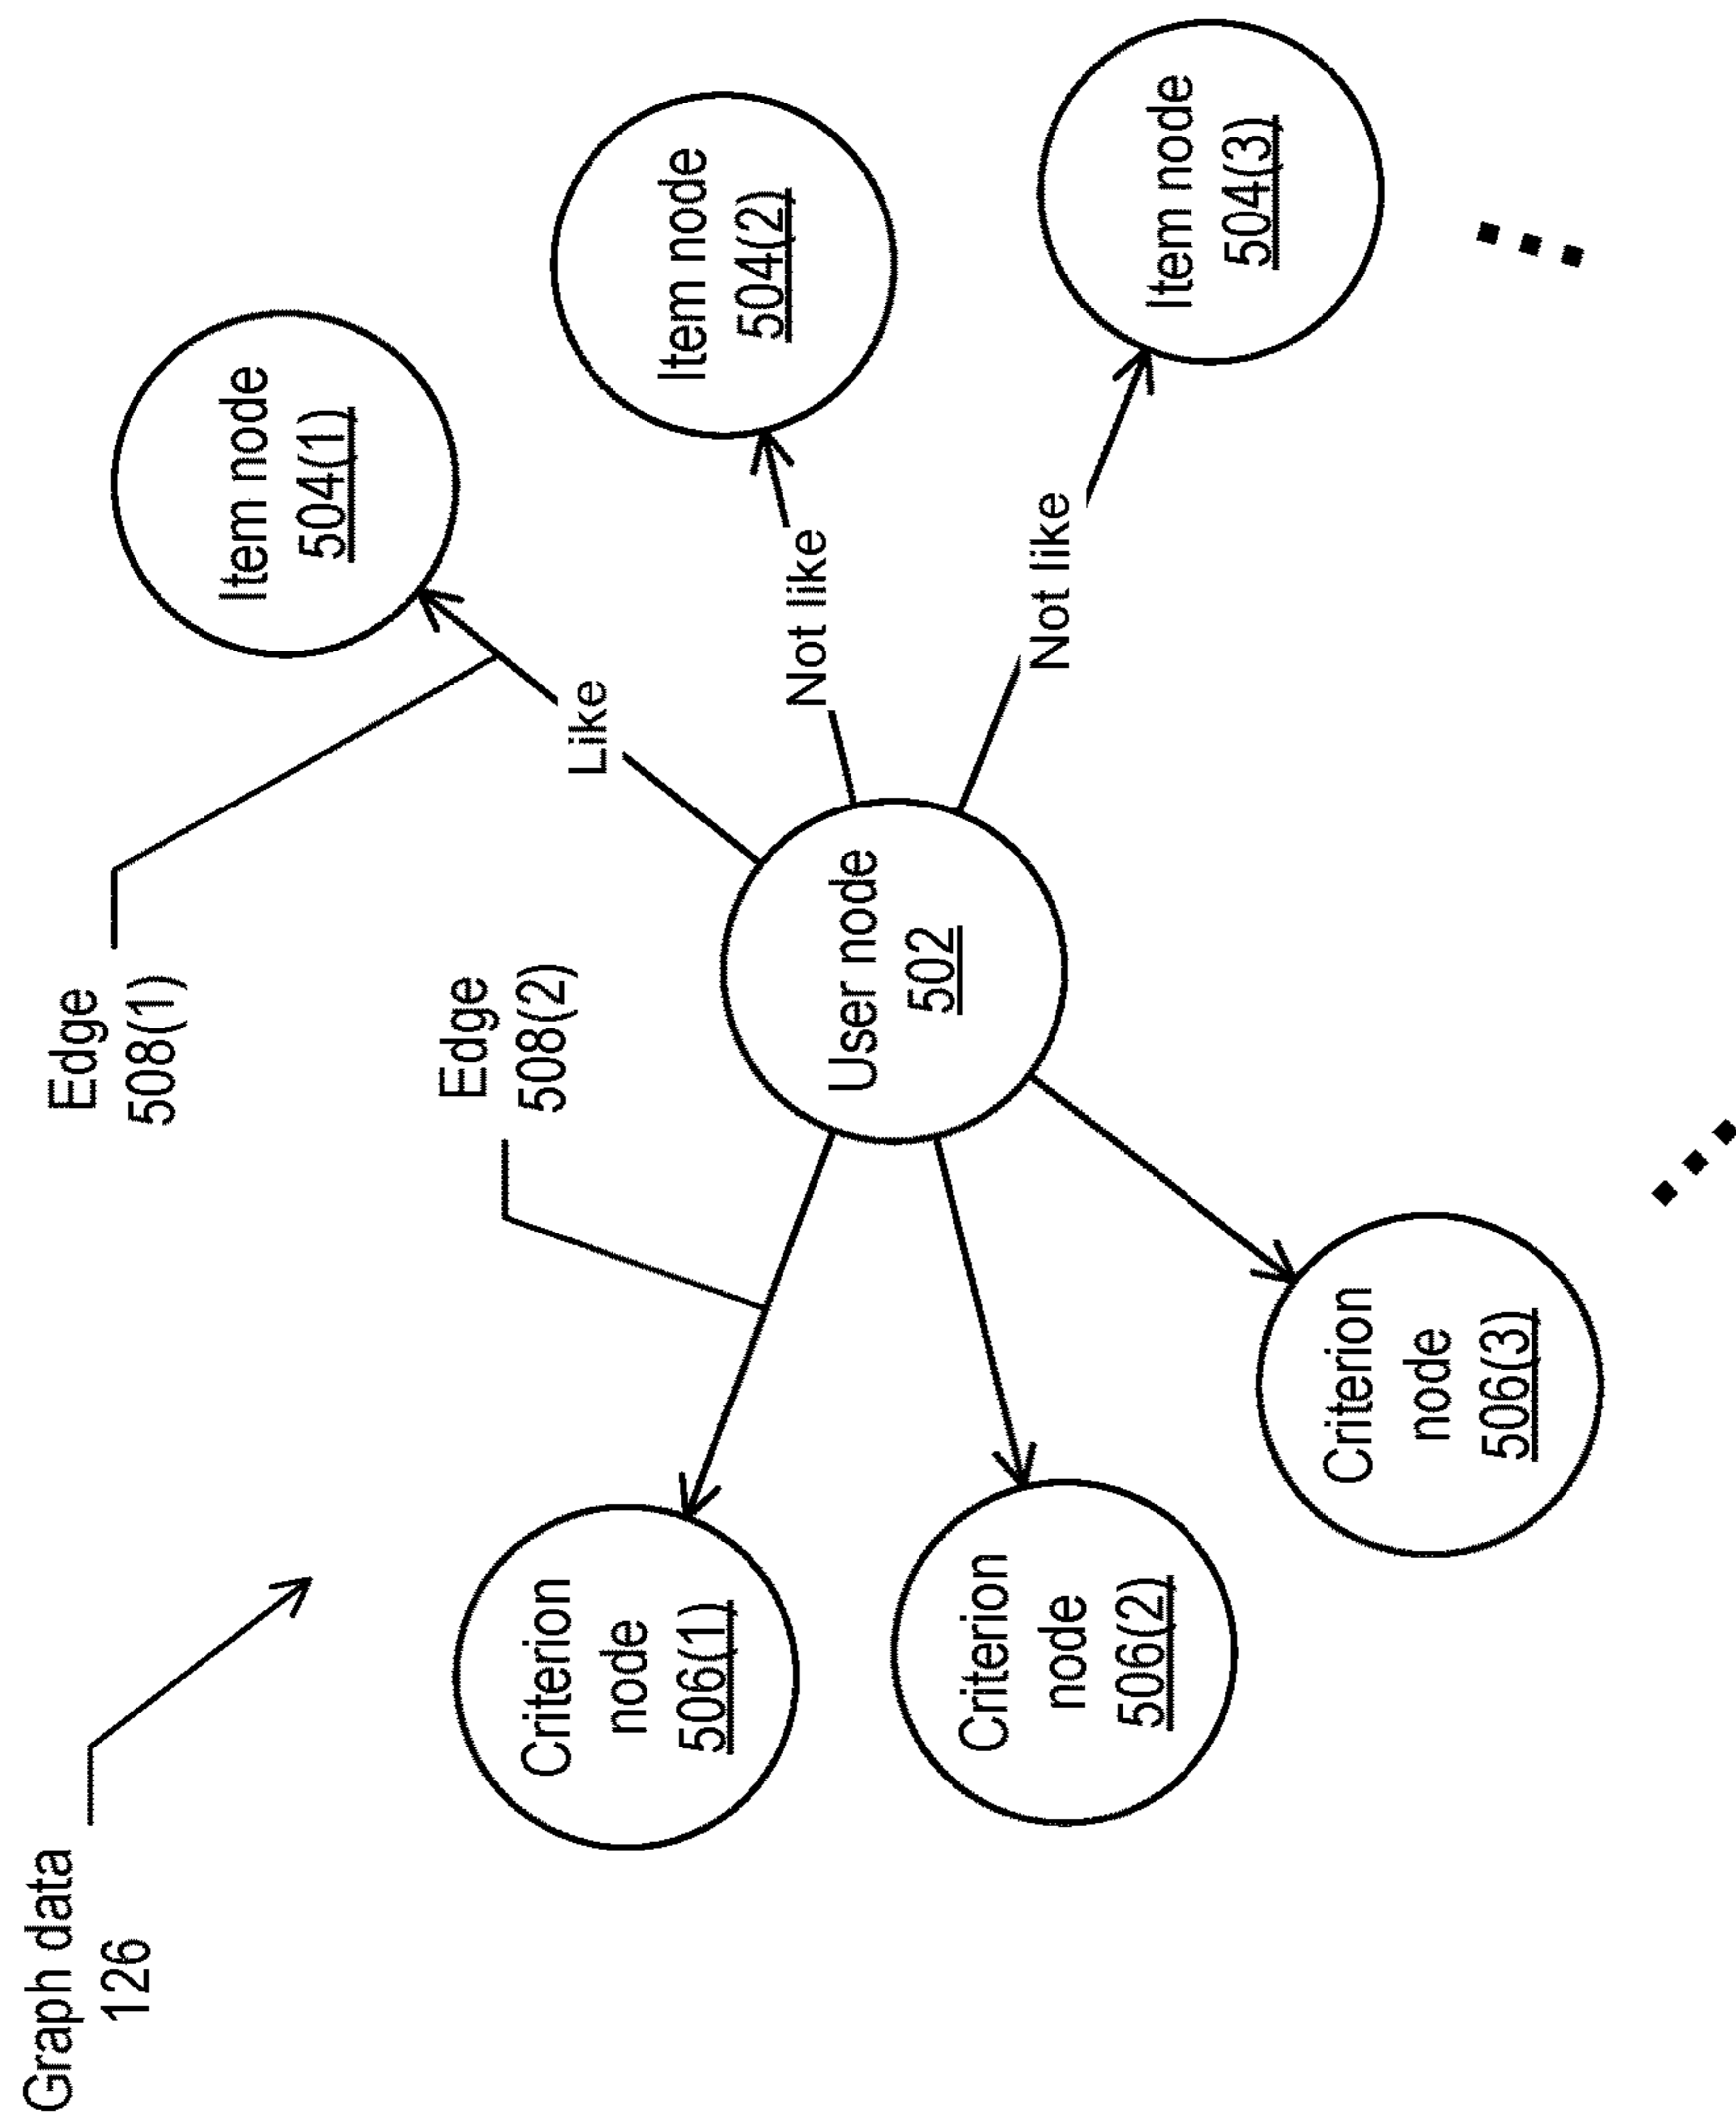 Graph data
126
Edge
508(1)
Edge
508(2)
Item node
504(1)
Like
Item node
504(2)
Not like
Item node
504(3)
Not like
User node
502
Criterion
node
506(1)
Criterion
node
506(2)
Criterion
node
506(3)